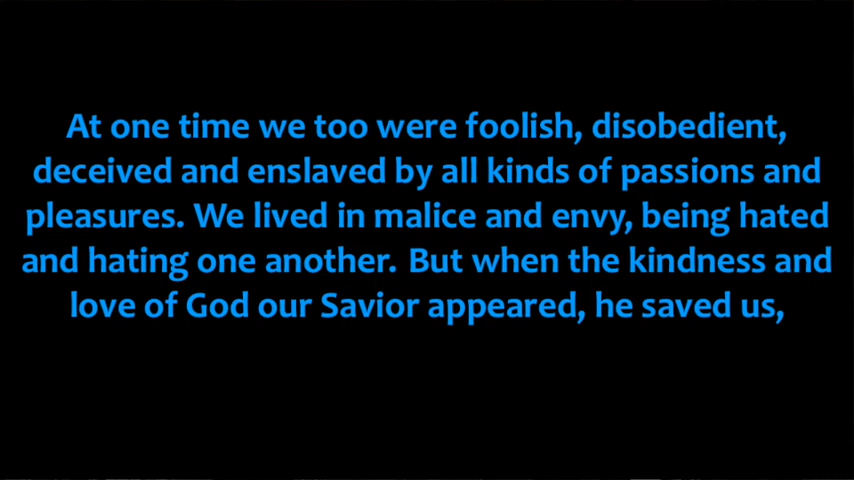 At one time we too were foolish, disobedient,
deceived and enslaved by all kinds of passions and
pleasures. We lived in malice and envy, being hated
and hating one another. But when the kindness and
love of God our Savior appeared, he saved us,